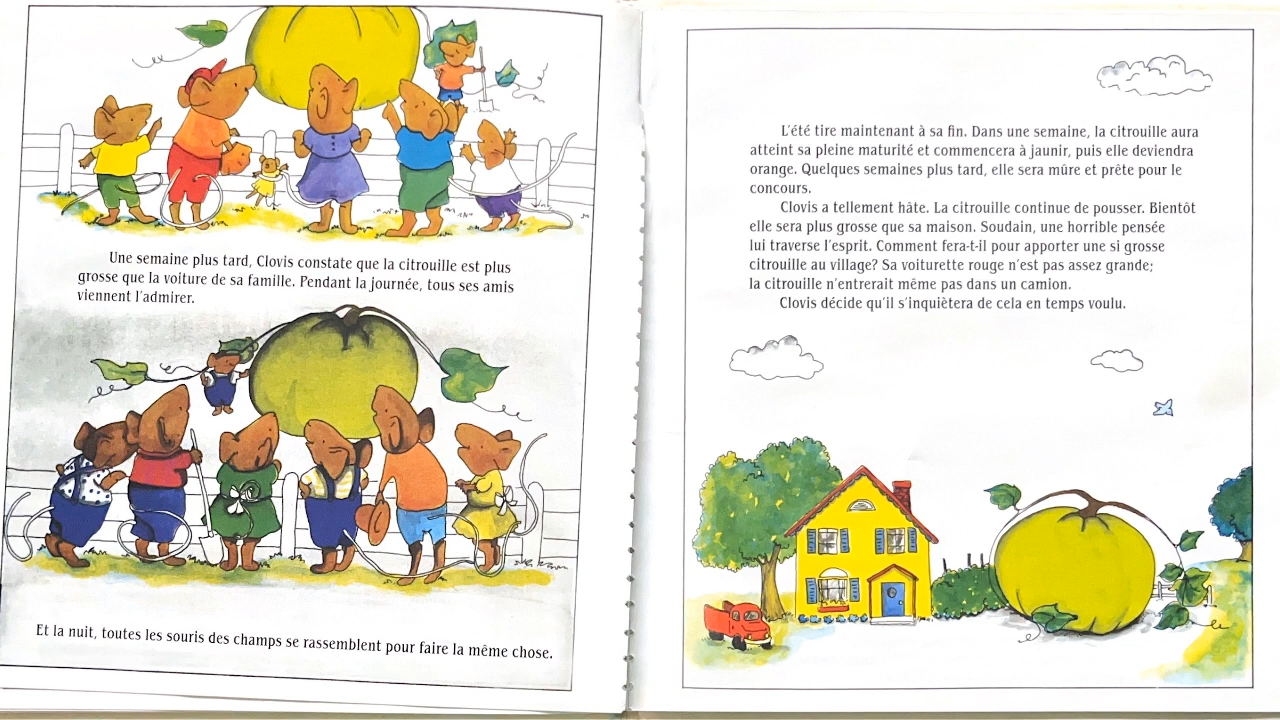 Une semaine plus tard, Clovis constate que la citrouille est plus
grosse que la voiture de sa famille. Pendant la journée, tous ses amis
viennent l'admirer.
Et la nuit, toutes les souris des champs se rassemblent pour faire la même chose.
L'été tire maintenant à sa fin. Dans une semaine, la citrouille aura
atteint sa pleine maturité et commencera à jaunir, puis elle deviendra
orange. Quelques semaines plus tard, elle sera mûre et prête pour le
concours.
Clovis a tellement hâte. La citrouille continue de pousser. Bientôt
elle sera plus grosse que sa maison. Soudain, une horrible pensée
lui traverse l'esprit. Comment fera-t-il pour apporter une si grosse
citrouille au village? Sa voiturette rouge n'est pas assez grande;
la citrouille n'entrerait même pas dans un camion.
Clovis décide qu'il s'inquiètera de cela en temps voulu.